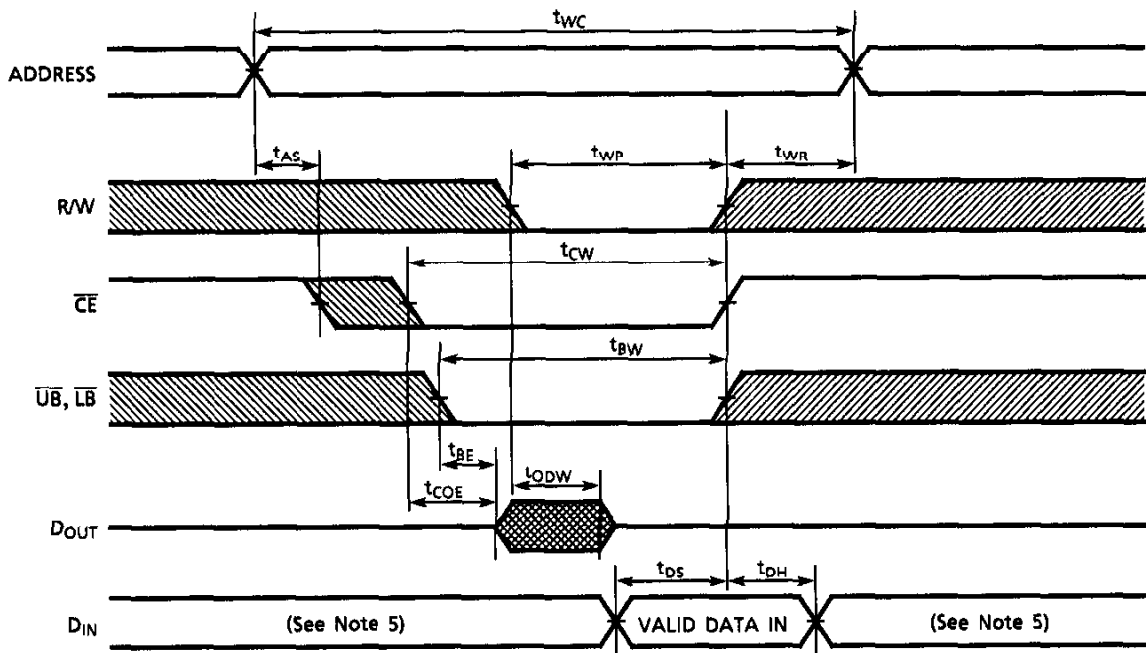 tWC
ADDRESS
tAS
tWP
tWR
R/W
tCW
CE
tBW
UB, LB
tBE
tODW
tCOE
DOUT
tDS
tDH
DIN
(See Note 5)
VALID DATA IN
(See Note 5)